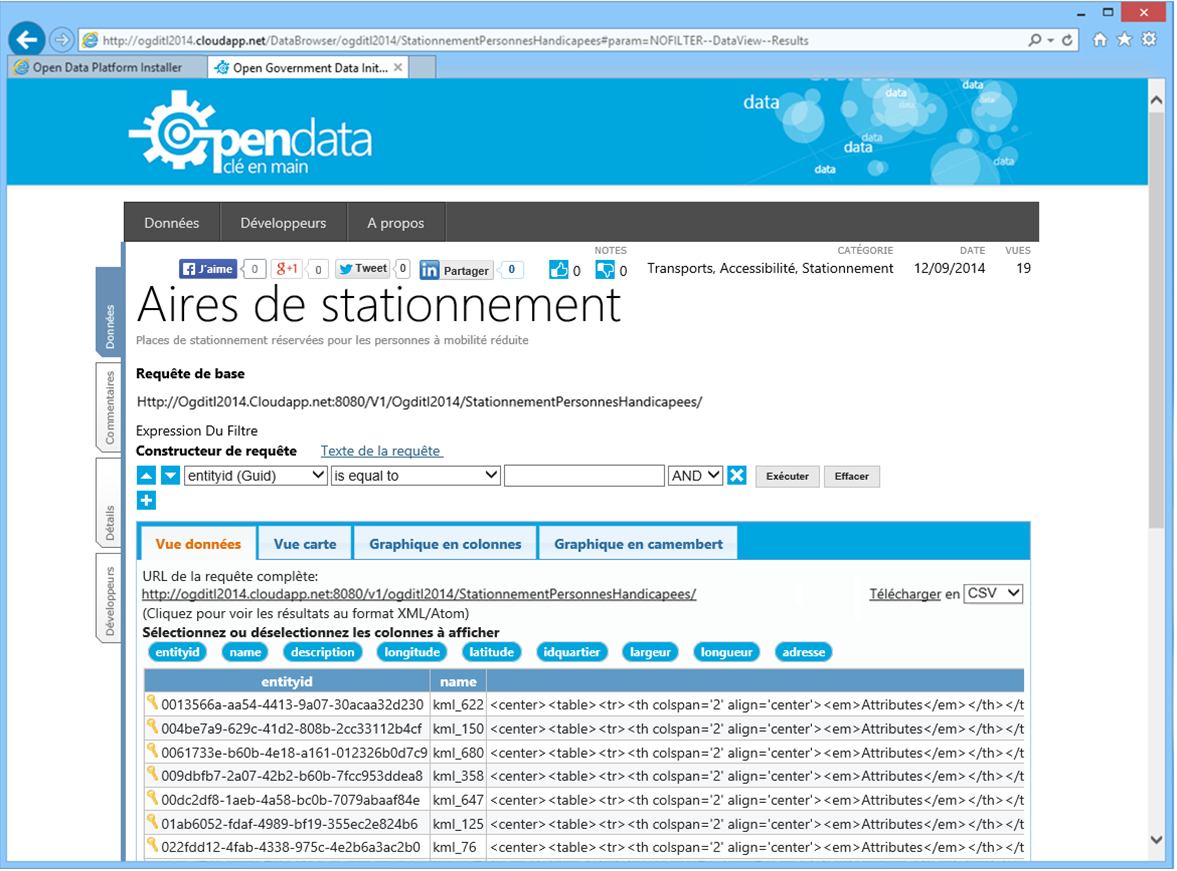 http://ogditl2014.cloudapp.net/DataBrowser/ogditl2014/StationnementPersonnesHandicapees#param=NOFILTER--DataView--Results
Open Data Platform Installer
Open Government Data Init...
pendata
clé en main
data
data
data
data
data
data
data
Données
Développeurs
A propos
J'aime 0
g+1 0
Tweet 0
in Partager 0
NOTES
0 0
CATÉGORIE
Transports, Accessibilité, Stationnement
DATE
12/09/2014
VUES
19
Données
Commentaires
Détails
Développeurs
Aires de stationnement
Places de stationnement réservées pour les personnes à mobilité réduite
Requête de base
Http://Ogditl2014.Cloudapp.net:8080/V1/Ogditl2014/StationnementPersonnesHandicapees/
Expression Du Filtre
Constructeur de requête Texte de la requête
entityid (Guid) is equal to AND Exécuter Effacer
Vue données Vue carte Graphique en colonnes Graphique en camembert
URL de la requête complète:
http://ogditl2014.cloudapp.net:8080/v1/ogditl2014/StationnementPersonnesHandicapees/
Télécharger en CSV
(Cliquez pour voir les résultats au format XML/Atom)
Sélectionnez ou déselectionnez les colonnes à afficher
entityid name description longitude latitude idquartier largeur longueur adresse
entityid name
0013566a-aa54-4413-9a07-30acaa32d230 kml_622 <center><table><tr><th colspan='2' align='center'><em>Attributes</em></th></t
004be7a9-629c-41d2-808b-2cc33112b4cf kml_150 <center><table><tr><th colspan='2' align='center'><em>Attributes</em></th></t
0061733e-b60b-4e18-a161-012326b0d7c9 kml_680 <center><table><tr><th colspan='2' align='center'><em>Attributes</em></th></t
009dbfb7-2a07-42b2-b60b-7fcc953ddea8 kml_358 <center><table><tr><th colspan='2' align='center'><em>Attributes</em></th></t
00dc2df8-1aeb-4a58-bc0b-7079abaaf84e kml_647 <center><table><tr><th colspan='2' align='center'><em>Attributes</em></th></t
01ab6052-fdaf-4989-bf19-355ec2e824b6 kml_125 <center><table><tr><th colspan='2' align='center'><em>Attributes</em></th></t
022fdd12-4fab-4338-975c-4e2b6a3ac2b0 kml_76 <center><table><tr><th colspan='2' align='center'><em>Attributes</em></th></t